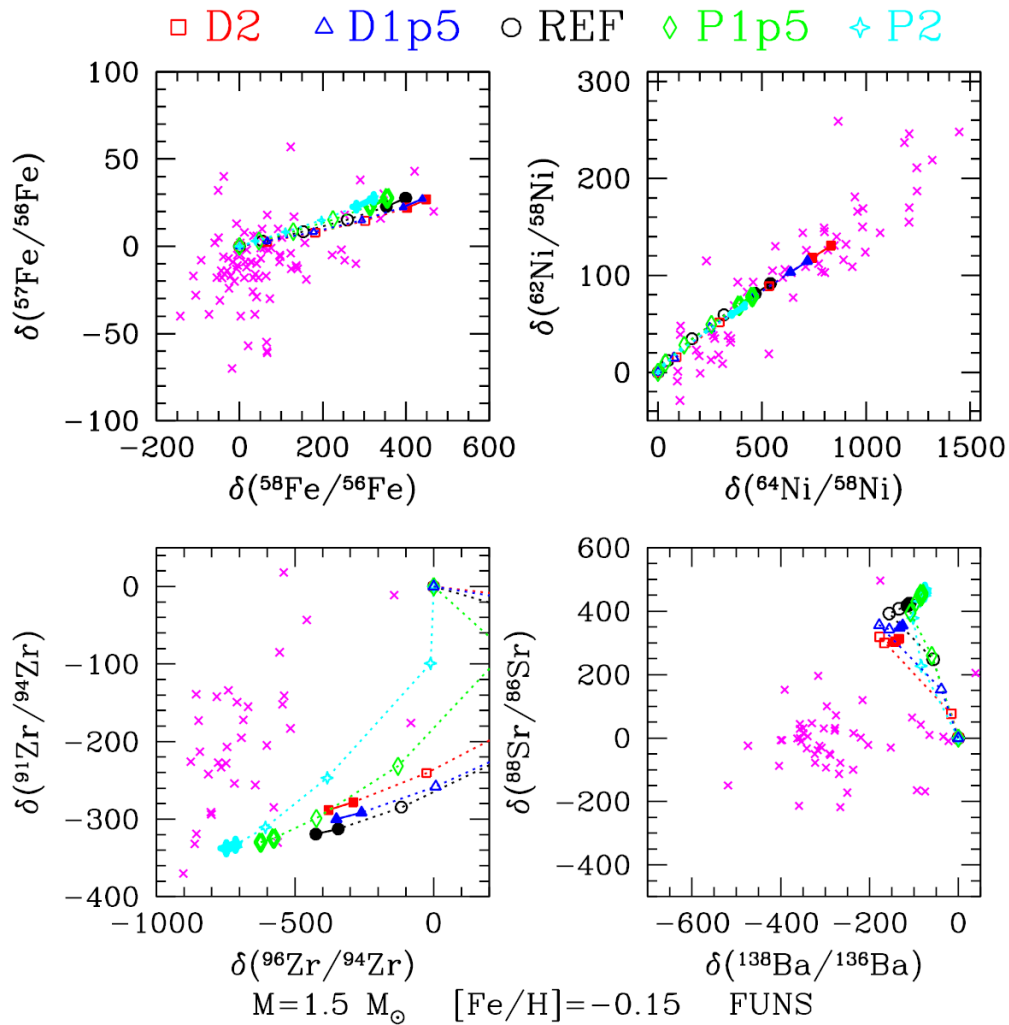 D2 D1p5 REF P1p5 P2
100
50
0
−50
−100
δ(⁵⁷Fe/⁵⁶Fe)
−200 0 200 400 600
δ(⁵⁸Fe/⁵⁶Fe)
300
200
100
0
δ(⁶²Ni/⁵⁸Ni)
0 500 1000 1500
δ(⁶⁴Ni/⁵⁸Ni)
0
−100
−200
−300
−400
δ(⁹¹Zr/⁹⁴Zr)
−1000 −500 0
δ(⁹⁶Zr/⁹⁴Zr)
600
400
200
0
−200
−400
δ(⁸⁸Sr/⁸⁶Sr)
−600 −400 −200 0
δ(¹³⁸Ba/¹³⁶Ba)
M=1.5 M☉ [Fe/H]=−0.15 FUNS